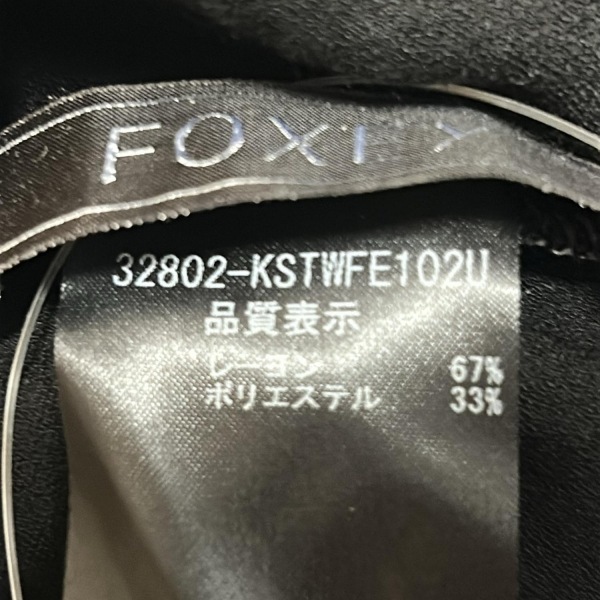 FOXEY
32802-KSTWFE102U
品質表示
レーヨン 67%
ポリエステル 33%